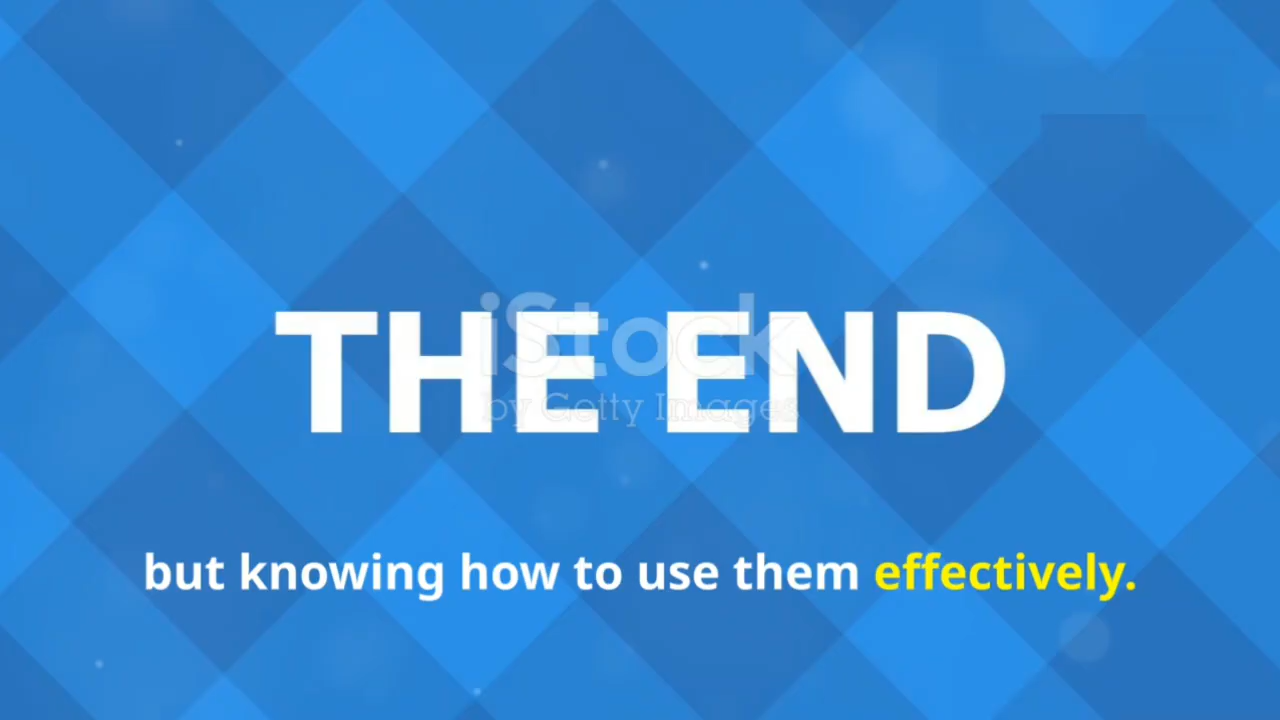 THE END
iStock
by Getty Images
but knowing how to use them effectively.